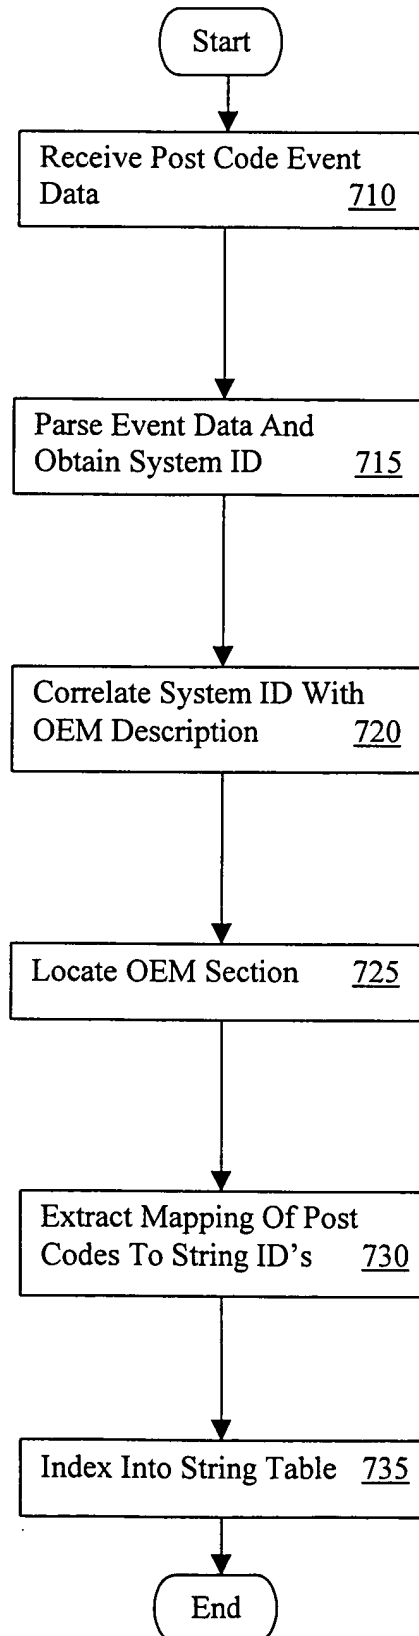 Start
Receive Post Code Event
Data 710
Parse Event Data And
Obtain System ID 715
Correlate System ID With
OEM Description 720
Locate OEM Section 725
Extract Mapping Of Post
Codes To String ID's 730
Index Into String Table 735
End